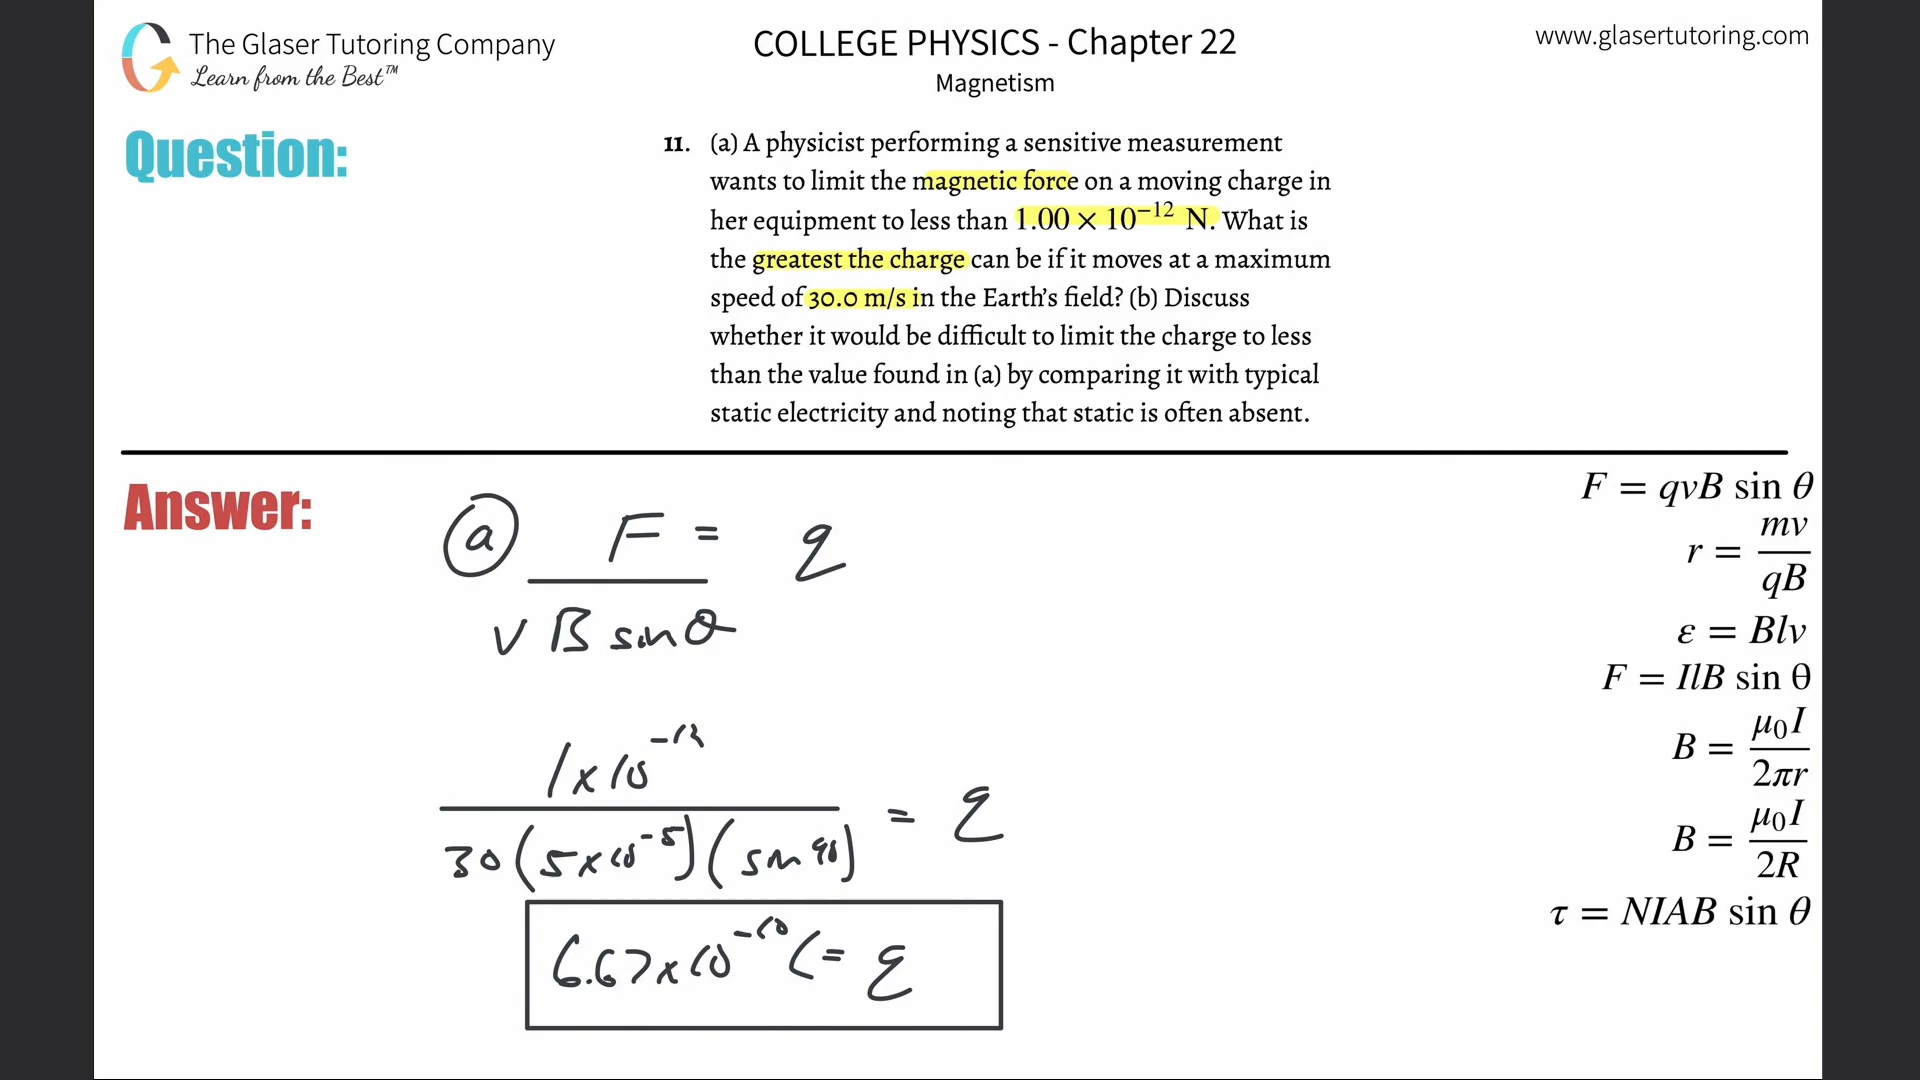 The Glaser Tutoring Company
Learn from the Best™
COLLEGE PHYSICS - Chapter 22
Magnetism
www.glasertutoring.com
Question:
11. (a) A physicist performing a sensitive measurement
wants to limit the magnetic force on a moving charge in
her equipment to less than 1.00 × 10⁻¹² N. What is
the greatest the charge can be if it moves at a maximum
speed of 30.0 m/s in the Earth's field? (b) Discuss
whether it would be difficult to limit the charge to less
than the value found in (a) by comparing it with typical
static electricity and noting that static is often absent.
Answer:
(a) F / (v B sin θ) = q
1 x 10⁻¹² / (30 (5 x 10⁻⁵) (sin 90)) = q
6.67 x 10⁻¹⁰ C = q
F = qvB sin θ
r = mv / qB
ε = Blv
F = IlB sin θ
B = μ₀I / 2πr
B = μ₀I / 2R
τ = NIAB sin θ